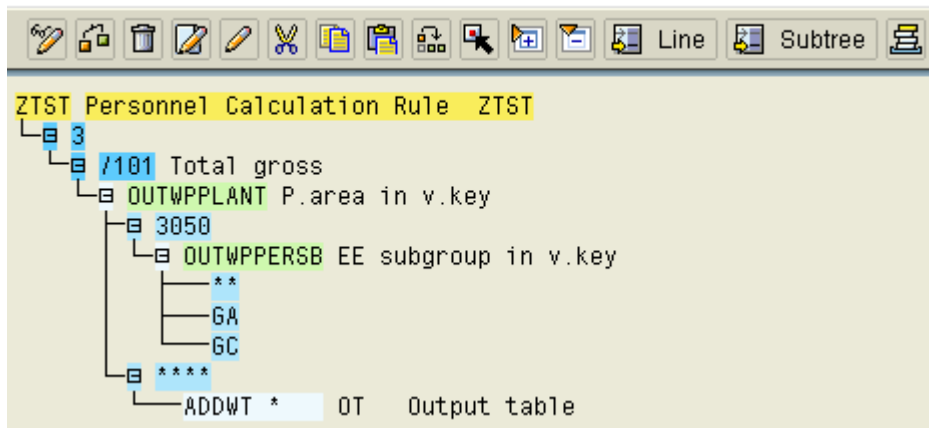 Line Subtree
ZTST Personnel Calculation Rule ZTST
3
/101 Total gross
OUTWPPLANT P.area in v.key
3050
OUTWPPERSB EE subgroup in v.key
**
GA
GC
****
ADDWT * OT Output table